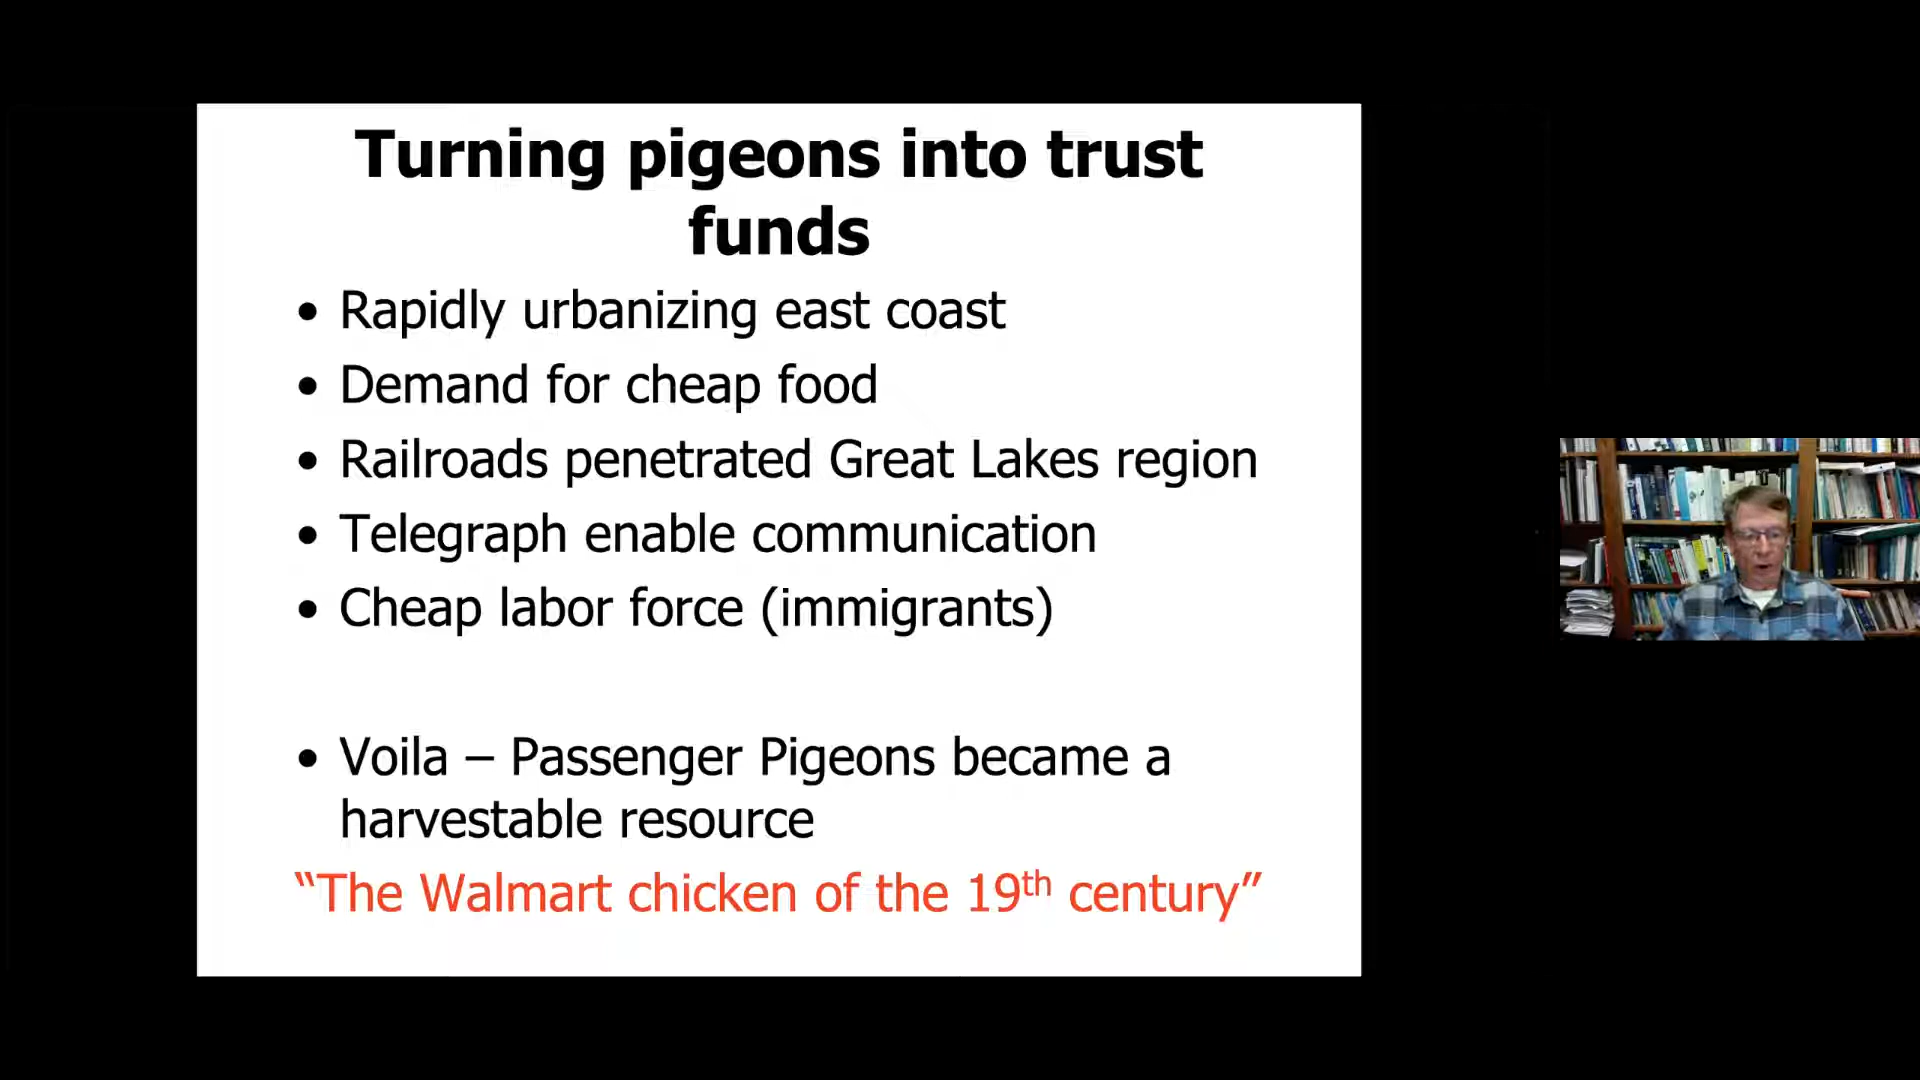 Turning pigeons into trust
funds
• Rapidly urbanizing east coast
• Demand for cheap food
• Railroads penetrated Great Lakes region
• Telegraph enable communication
• Cheap labor force (immigrants)
• Voila – Passenger Pigeons became a
harvestable resource
“The Walmart chicken of the 19th century”